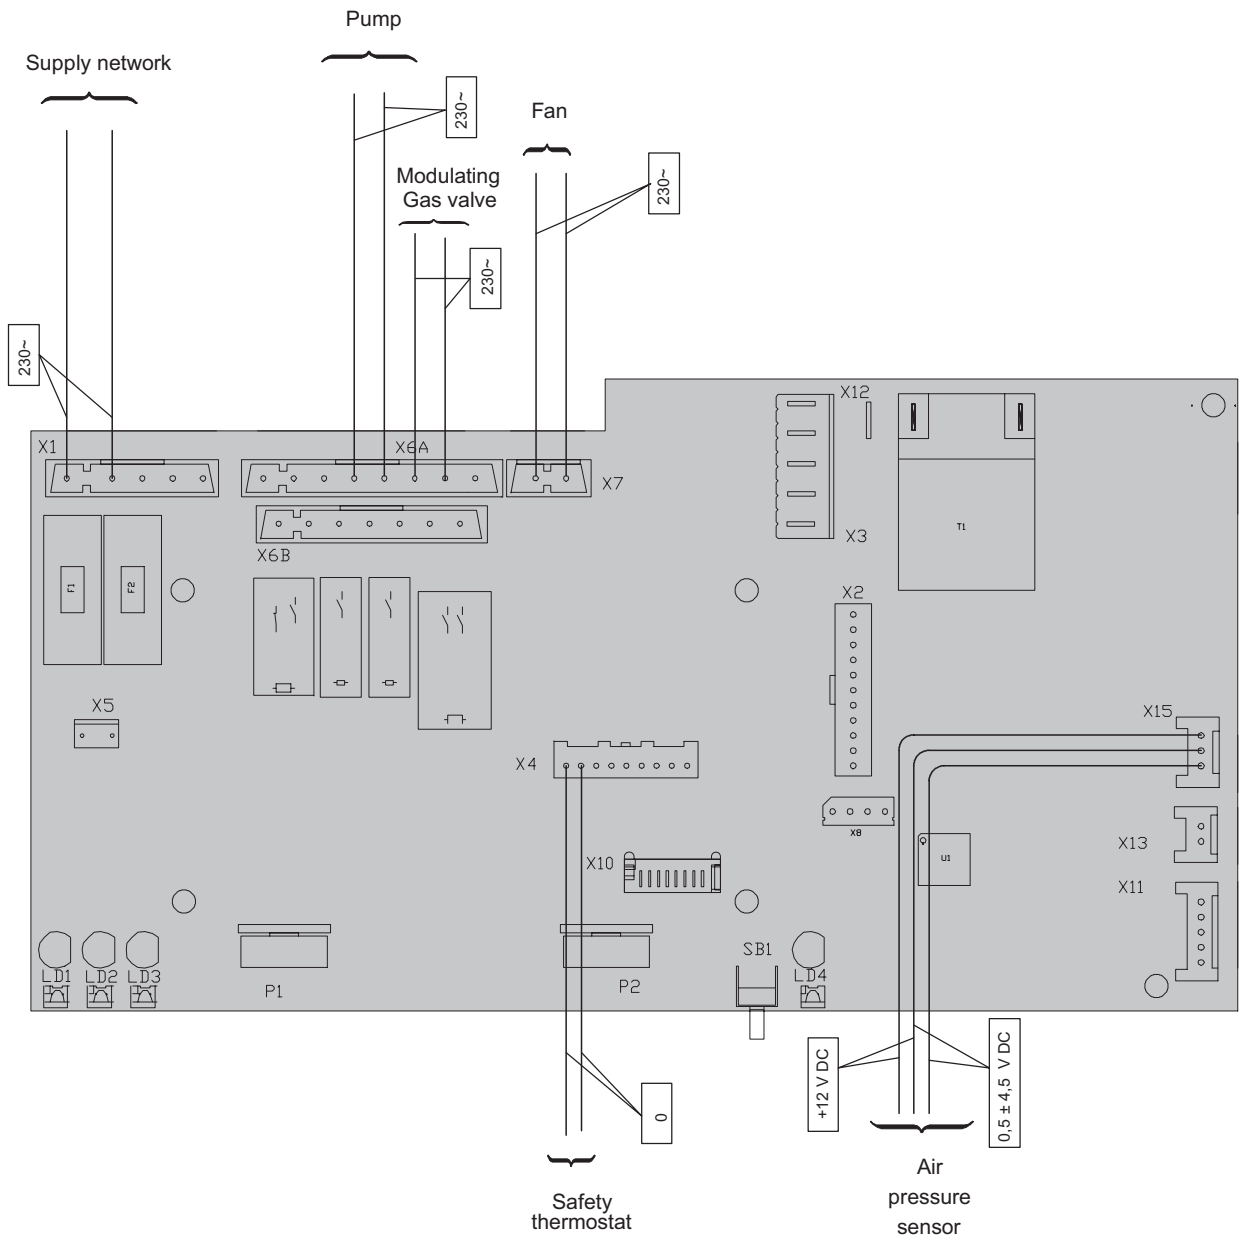 Pump
Supply network
230~
Fan
Modulating
Gas valve
230~
230~
230~
X12
X1
X6A
X7
X3
T1
X6B
F1
F2
X2
X5
X15
X4
X8
X13
U1
X10
X11
SB1
LD1
LD2
LD3
LD4
P1
P2
+12 V DC
0,5 ± 4,5 V DC
0
Air
pressure
sensor
Safety
thermostat